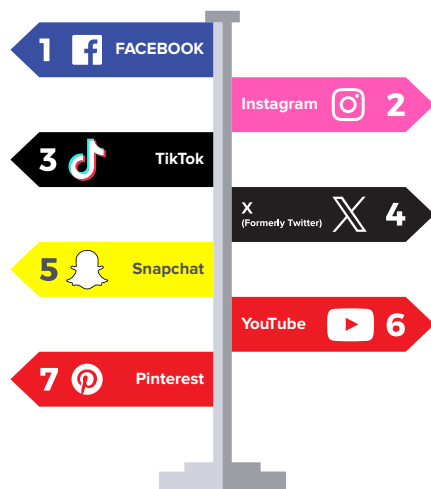 1 FACEBOOK
Instagram 2
3 TikTok
X
(Formerly Twitter) 4
5 Snapchat
YouTube 6
7 Pinterest